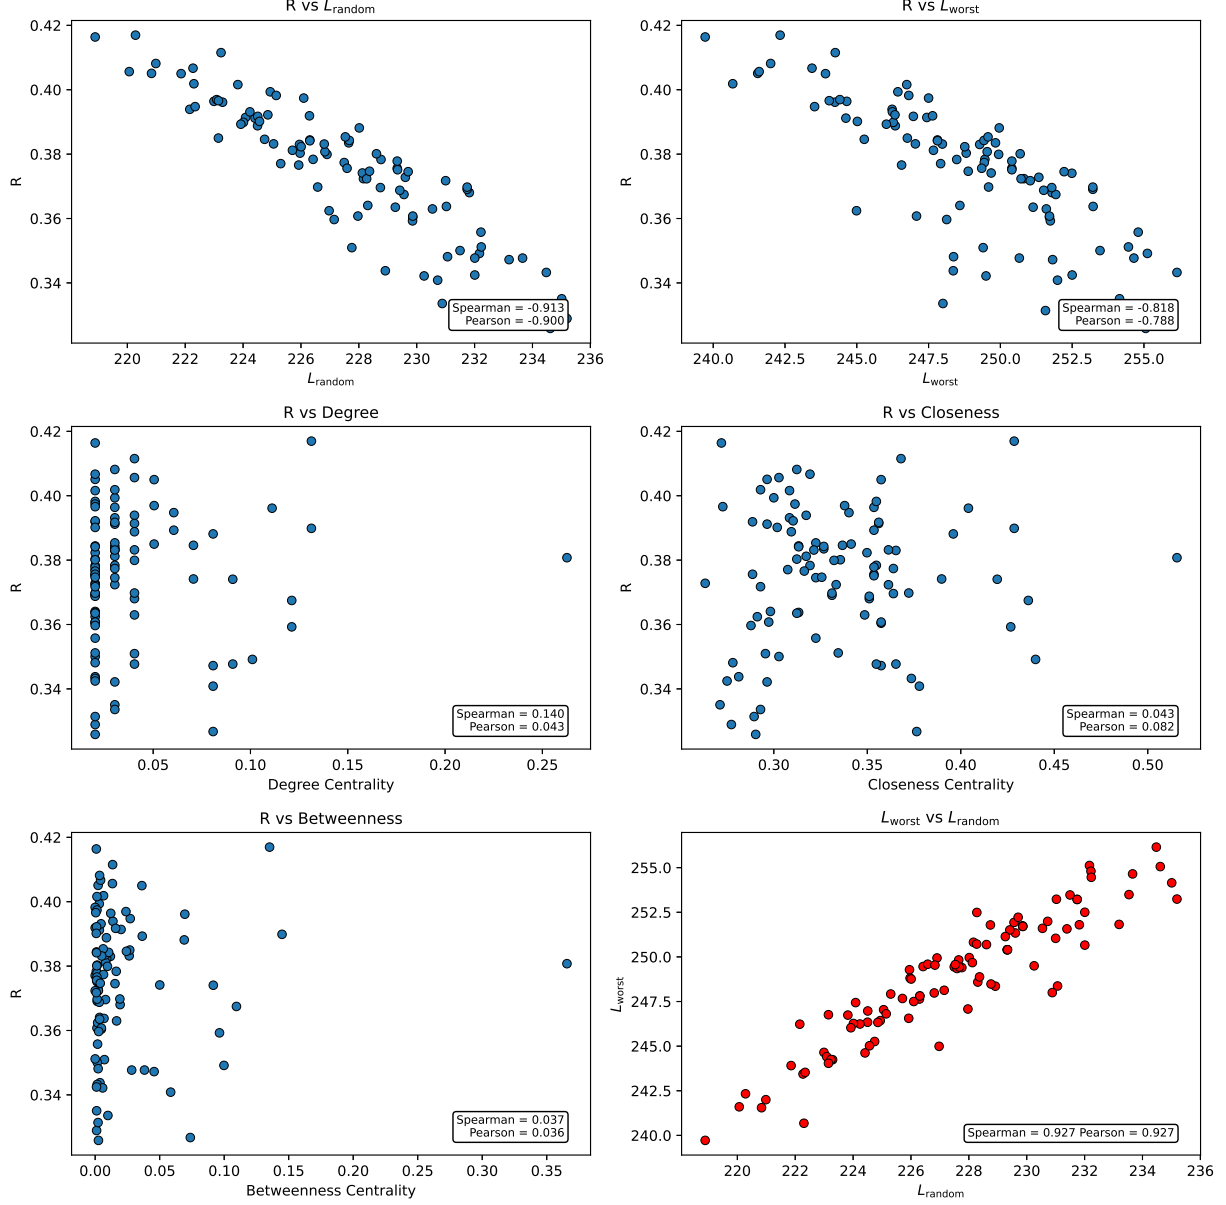 R vs Lrandom
0.42
0.40
0.38
0.36
0.34
R
220
222
224
226
228
230
232
234
236
Lrandom
Spearman = -0.913
Pearson = -0.900
R vs Lworst
0.42
0.40
0.38
0.36
0.34
R
240.0
242.5
245.0
247.5
250.0
252.5
255.0
Lworst
Spearman = -0.818
Pearson = -0.788
R vs Degree
0.42
0.40
0.38
0.36
0.34
R
0.05
0.10
0.15
0.20
0.25
Degree Centrality
Spearman = 0.140
Pearson = 0.043
R vs Closeness
0.42
0.40
0.38
0.36
0.34
R
0.30
0.35
0.40
0.45
0.50
Closeness Centrality
Spearman = 0.043
Pearson = 0.082
R vs Betweenness
0.42
0.40
0.38
0.36
0.34
R
0.00
0.05
0.10
0.15
0.20
0.25
0.30
0.35
Betweenness Centrality
Spearman = 0.037
Pearson = 0.036
Lworst vs Lrandom
255.0
252.5
250.0
247.5
245.0
242.5
240.0
Lworst
220
222
224
226
228
230
232
234
236
Lrandom
Spearman = 0.927 Pearson = 0.927